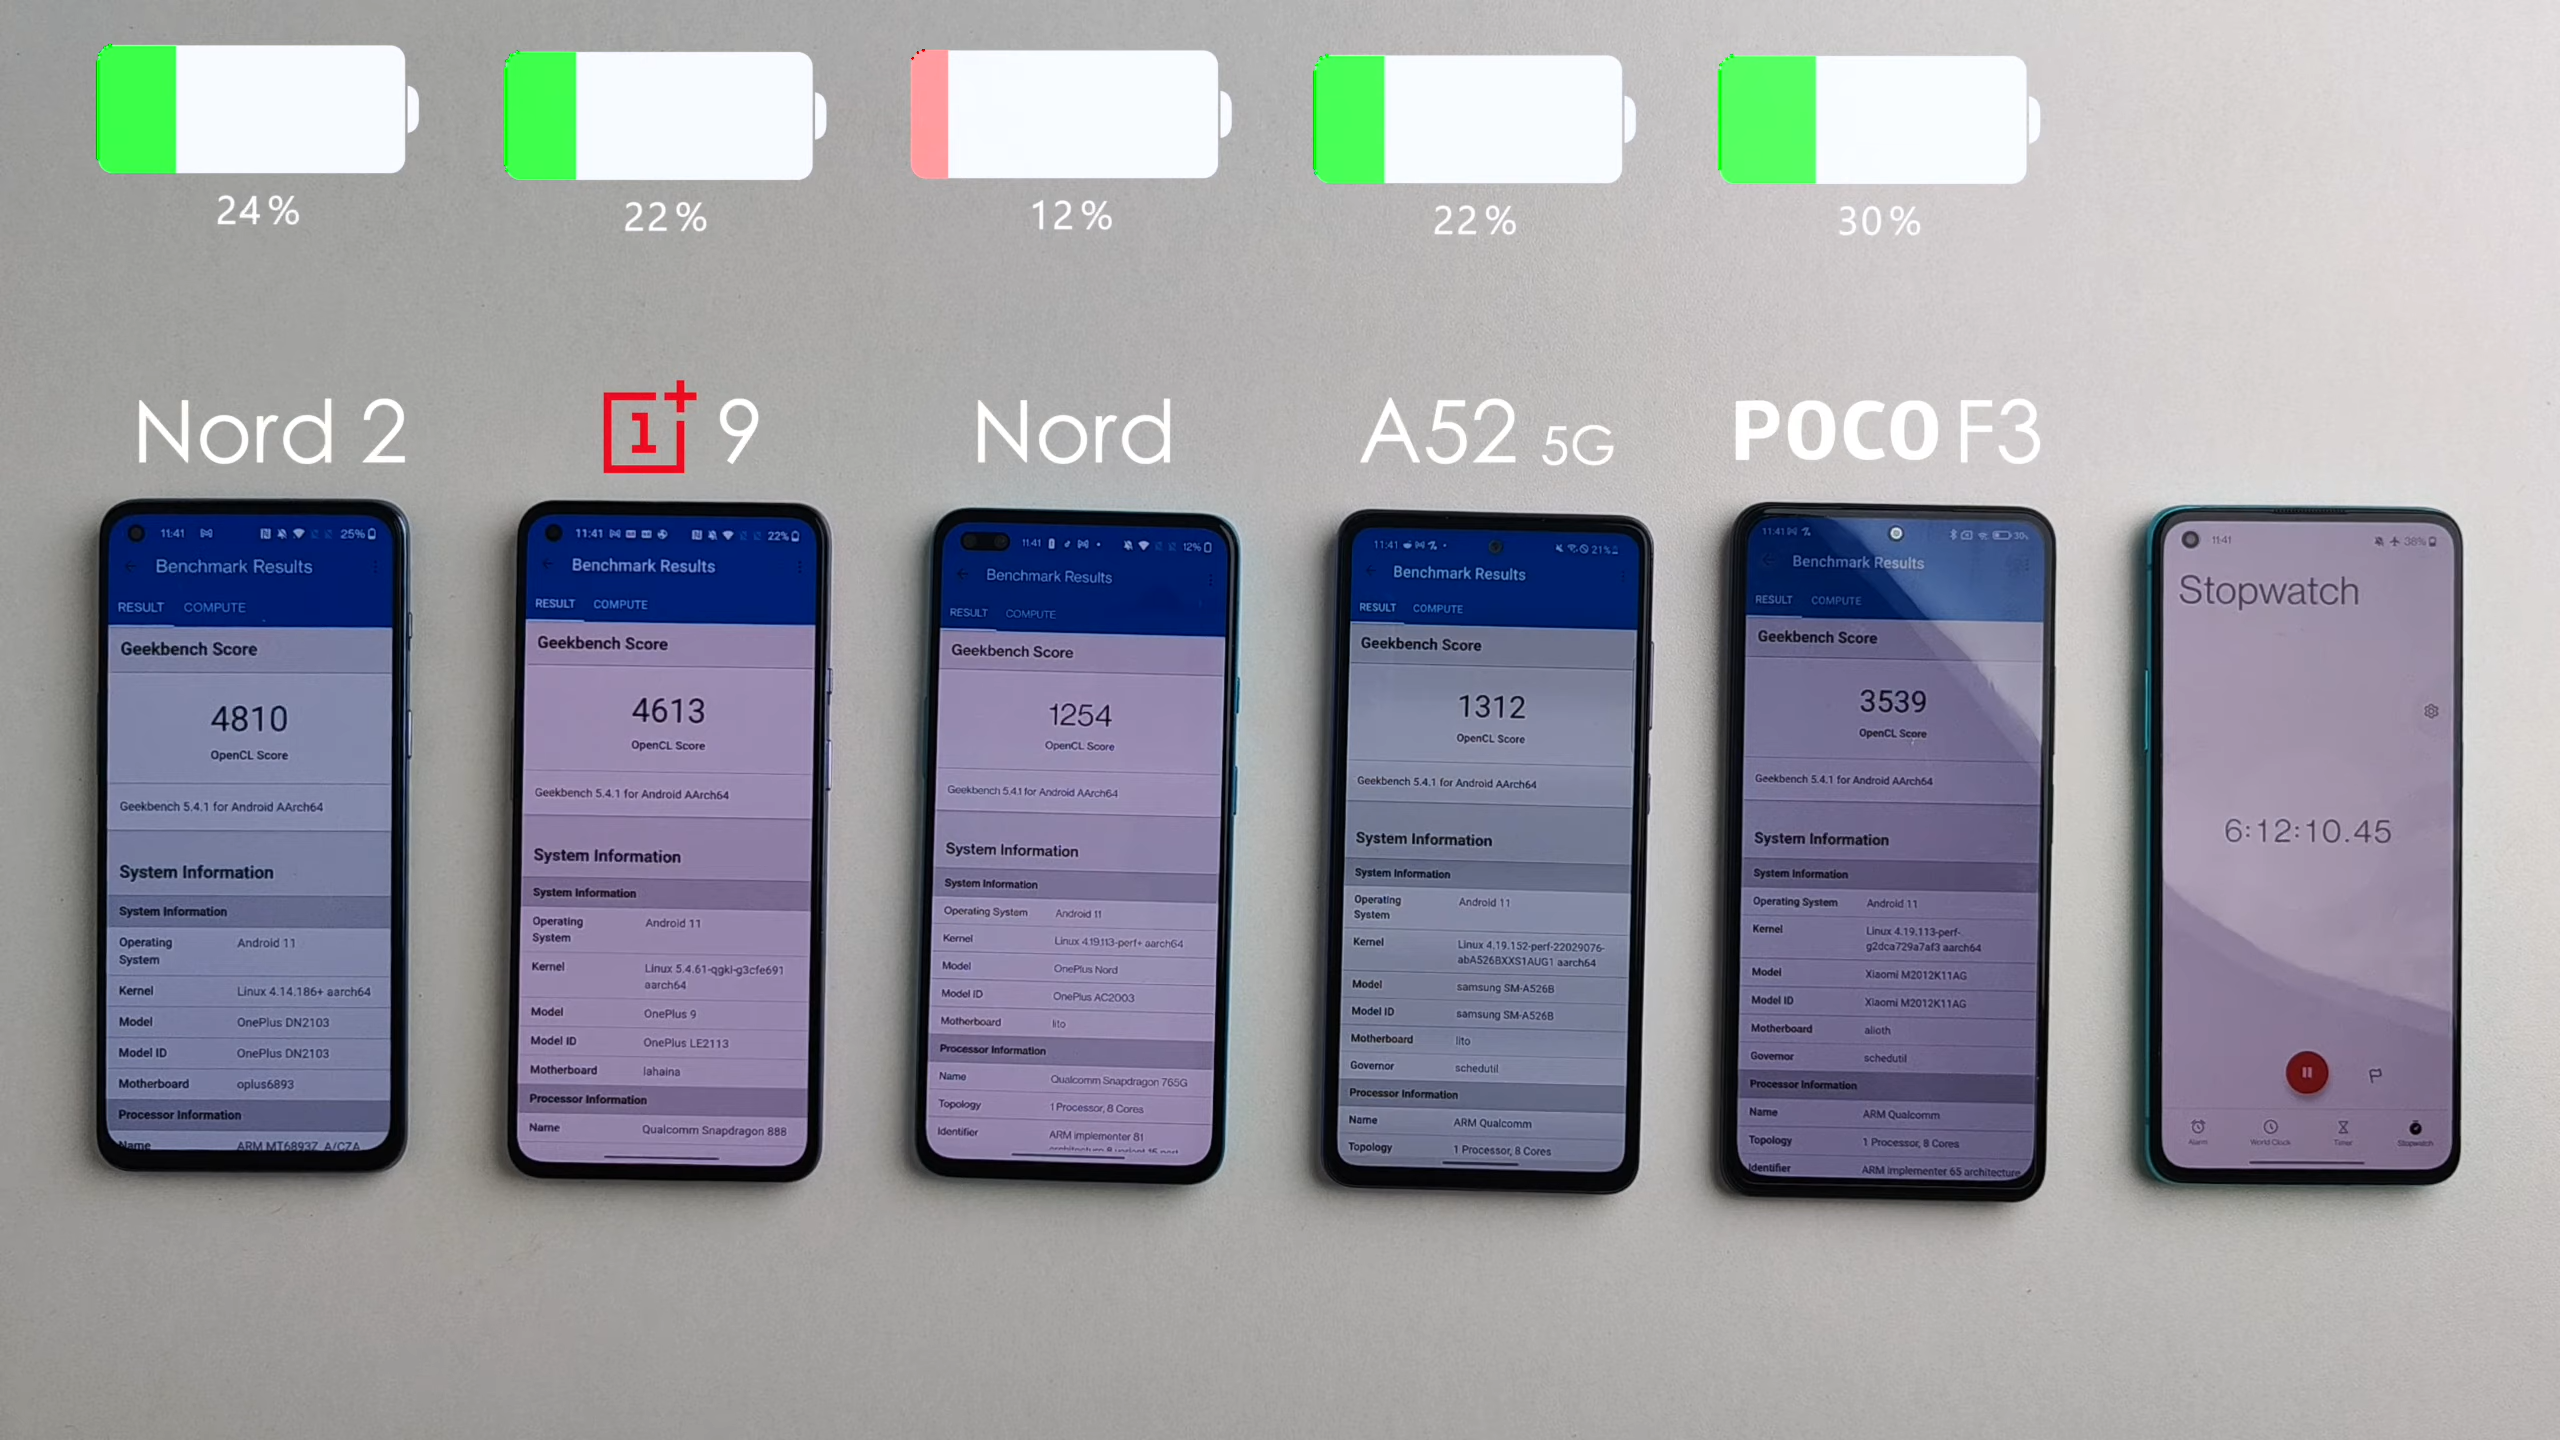 24%
22%
12%
22%
30%
Nord 2
1+ 9
Nord
A52 5G
POCO F3
11:41
25%
Benchmark Results
RESULT COMPUTE
Geekbench Score
4810
OpenCL Score
Geekbench 5.4.1 for Android AArch64
System Information
System Information
Operating System Android 11
Kernel Linux 4.14.186+ aarch64
Model OnePlus DN2103
Model ID OnePlus DN2103
Motherboard oplus6893
Processor Information
Name ARM MT6893Z_A/CZA
11:41
22%
Benchmark Results
RESULT COMPUTE
Geekbench Score
4613
OpenCL Score
Geekbench 5.4.1 for Android AArch64
System Information
System Information
Operating System Android 11
Kernel Linux 5.4.61-qgki-g3cfe691
aarch64
Model OnePlus 9
Model ID OnePlus LE2113
Motherboard lahaina
Processor Information
Name Qualcomm Snapdragon 888
11:41
12%
Benchmark Results
RESULT COMPUTE
Geekbench Score
1254
OpenCL Score
Geekbench 5.4.1 for Android AArch64
System Information
System Information
Operating System Android 11
Kernel Linux 4.19.113-perf+ aarch64
Model OnePlus Nord
Model ID OnePlus AC2003
Motherboard lito
Processor Information
Name Qualcomm Snapdragon 765G
Topology 1 Processor, 8 Cores
Identifier ARM implementer 81
11:41
21%
Benchmark Results
RESULT COMPUTE
Geekbench Score
1312
OpenCL Score
Geekbench 5.4.1 for Android AArch64
System Information
System Information
Operating System Android 11
Kernel Linux 4.19.152-perf-22029076-
abA526BXXS1AUG1 aarch64
Model samsung SM-A526B
Model ID samsung SM-A526B
Motherboard lito
Governor schedutil
Processor Information
Name ARM Qualcomm
Topology 1 Processor, 8 Cores
11:41
30
Benchmark Results
RESULT COMPUTE
Geekbench Score
3539
OpenCL Score
Geekbench 5.4.1 for Android AArch64
System Information
System Information
Operating System Android 11
Kernel Linux 4.19.113-perf-
g2dca729a7af3 aarch64
Model Xiaomi M2012K11AG
Model ID Xiaomi M2012K11AG
Motherboard alioth
Governor schedutil
Processor Information
Name ARM Qualcomm
Topology 1 Processor, 8 Cores
Identifier ARM implementer 65 architecture
11:41
38%
Stopwatch
6:12:10.45
Alarm World Clock Timer Stopwatch